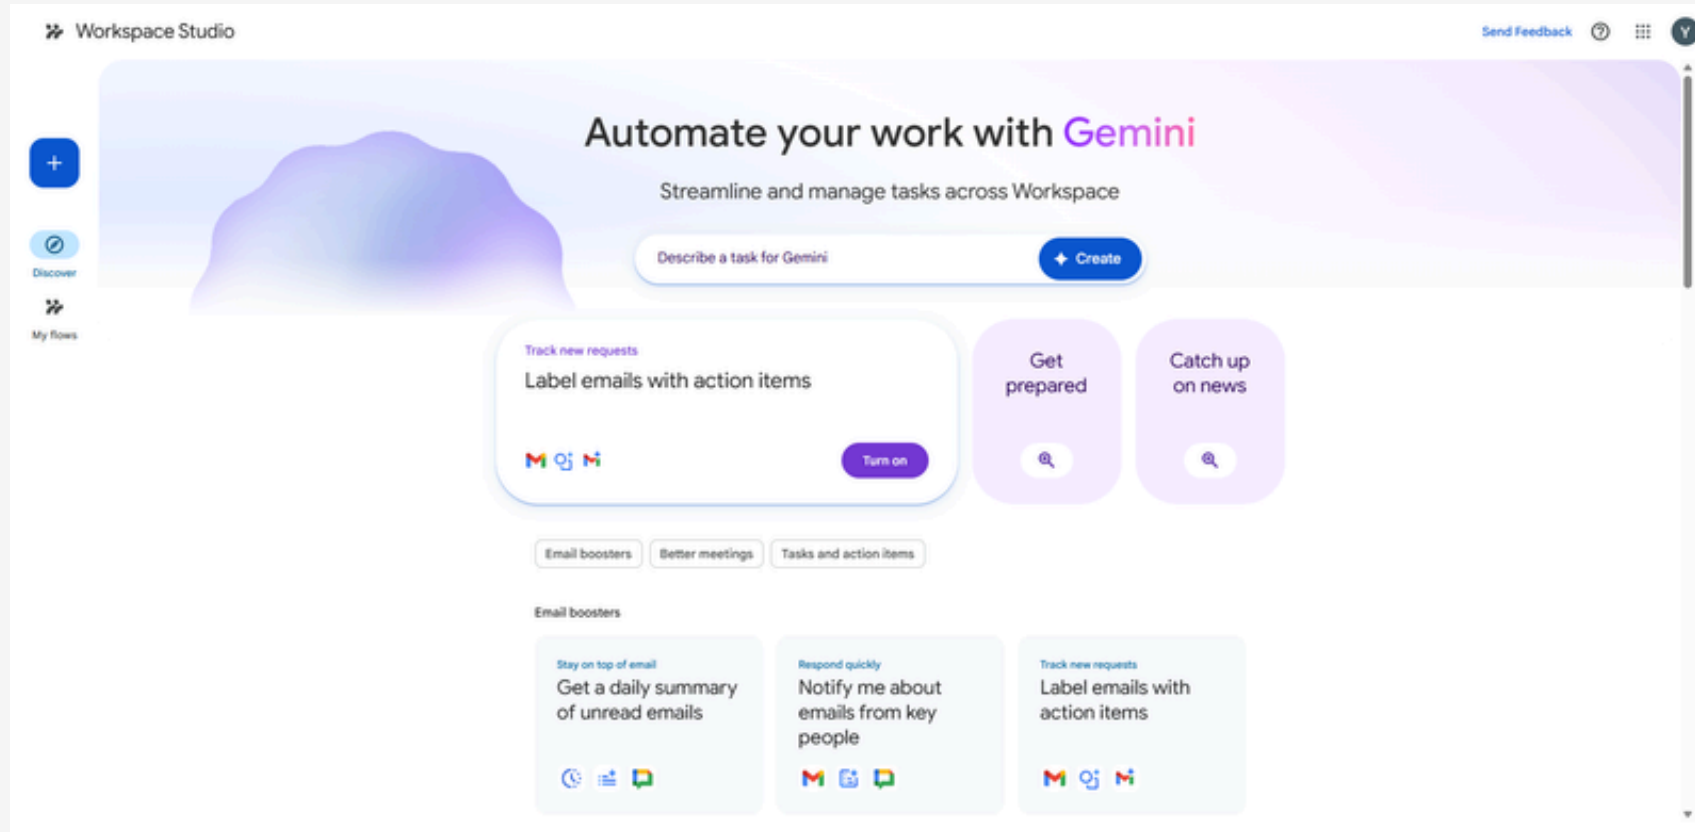 Workspace Studio
Send Feedback
Y
Automate your work with Gemini
Streamline and manage tasks across Workspace
Describe a task for Gemini
Create
Discover
My flows
Track new requests
Label emails with action items
Turn on
Get
prepared
Catch up
on news
Email boosters
Better meetings
Tasks and action items
Email boosters
Stay on top of email
Get a daily summary
of unread emails
Respond quickly
Notify me about
emails from key
people
Track new requests
Label emails with
action items